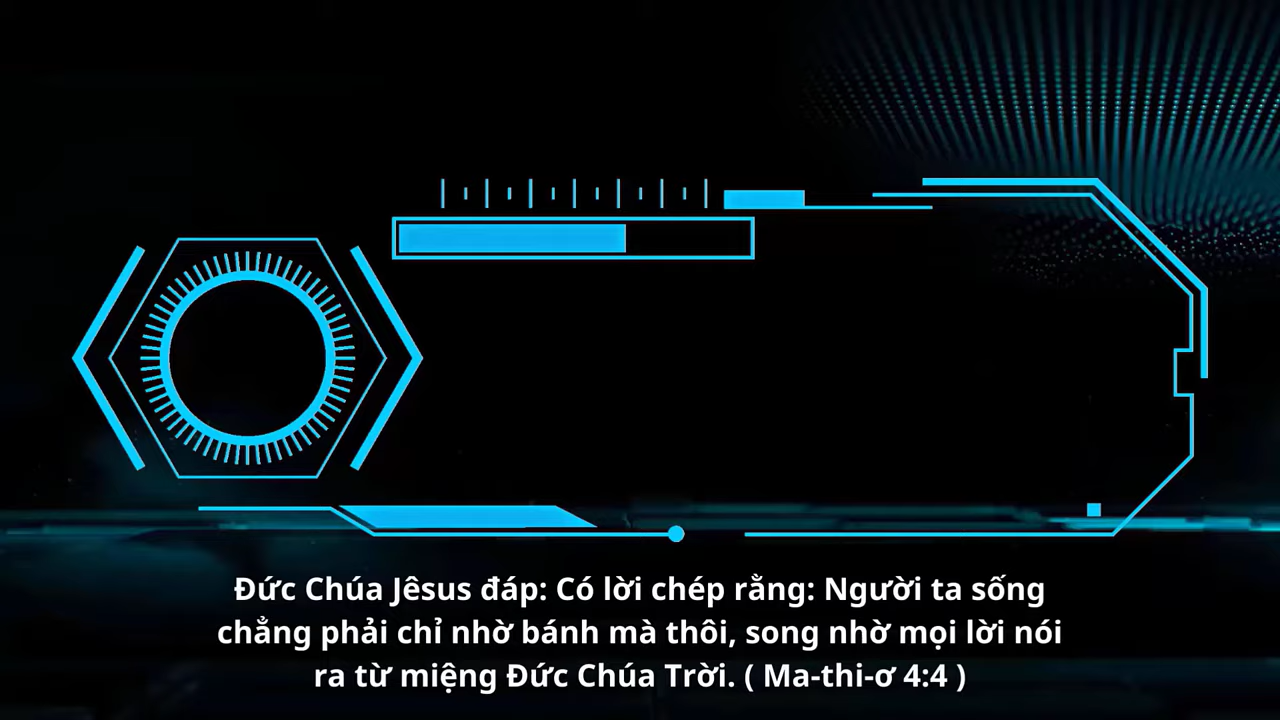 Đức Chúa Jêsus đáp: Có lời chép rằng: Người ta sống
chẳng phải chỉ nhờ bánh mà thôi, song nhờ mọi lời nói
ra từ miệng Đức Chúa Trời. ( Ma-thi-ơ 4:4 )